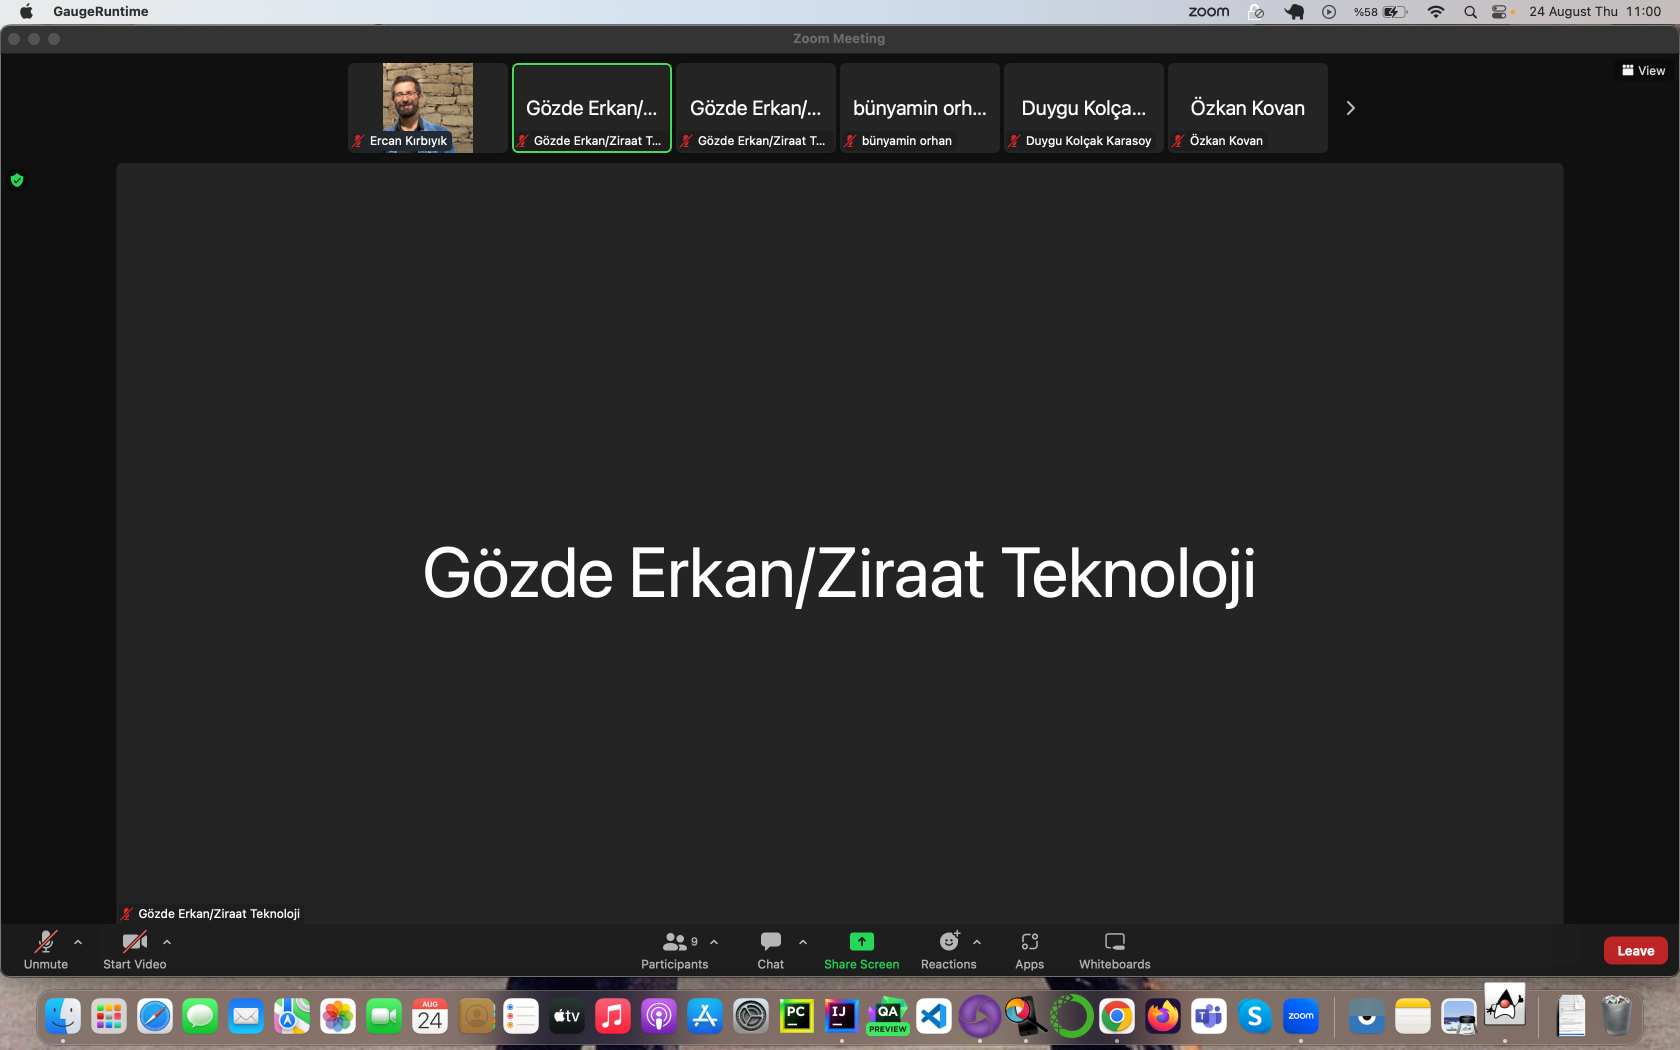 GaugeRuntime
zoom
%58
24 August Thu 11:00
Zoom Meeting
View
Gözde Erkan/...
Gözde Erkan/...
bünyamin orh...
Duygu Kolça...
Özkan Kovan
Ercan Kırbıyık
Gözde Erkan/Ziraat T...
Gözde Erkan/Ziraat T...
bünyamin orhan
Duygu Kolçak Karasoy
Özkan Kovan
Gözde Erkan/Ziraat Teknoloji
Gözde Erkan/Ziraat Teknoloji
9
Unmute
Start Video
Participants
Chat
Share Screen
Reactions
Apps
Whiteboards
Leave
AUG
24
tv
PC
IJ
QA
PREVIEW
S
zoom